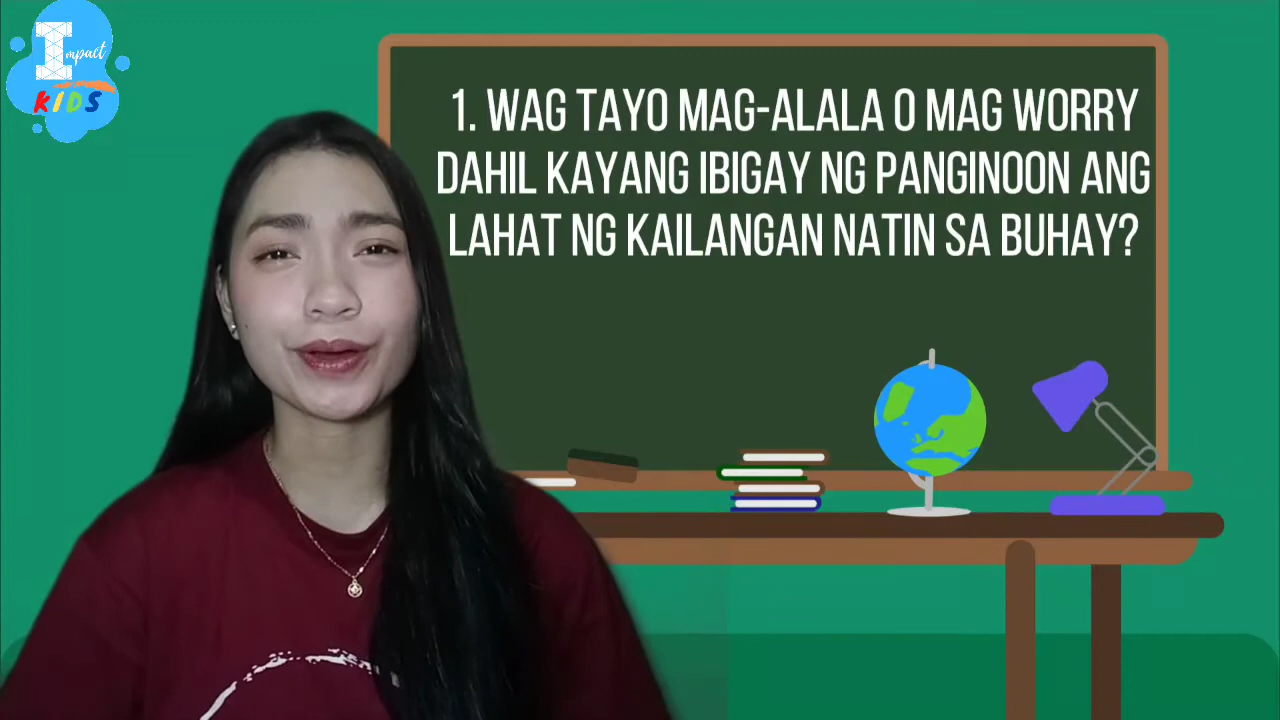 Impact
KIDS
1. WAG TAYO MAG-ALALA O MAG WORRY
DAHIL KAYANG IBIGAY NG PANGINOON ANG
LAHAT NG KAILANGAN NATIN SA BUHAY?